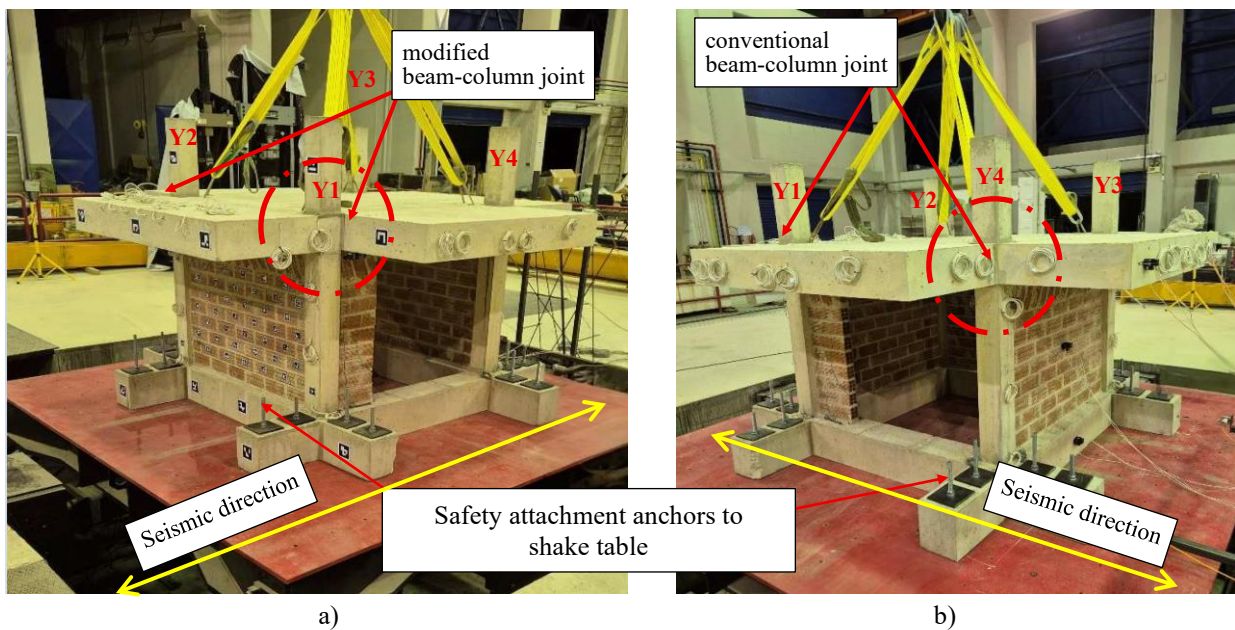 modified
beam-column joint
Y3
Y2
Y1
Y4
Seismic direction
a)
conventional
beam-column joint
Y1
Y2
Y4
Y3
Seismic direction
b)
Safety attachment anchors to
shake table